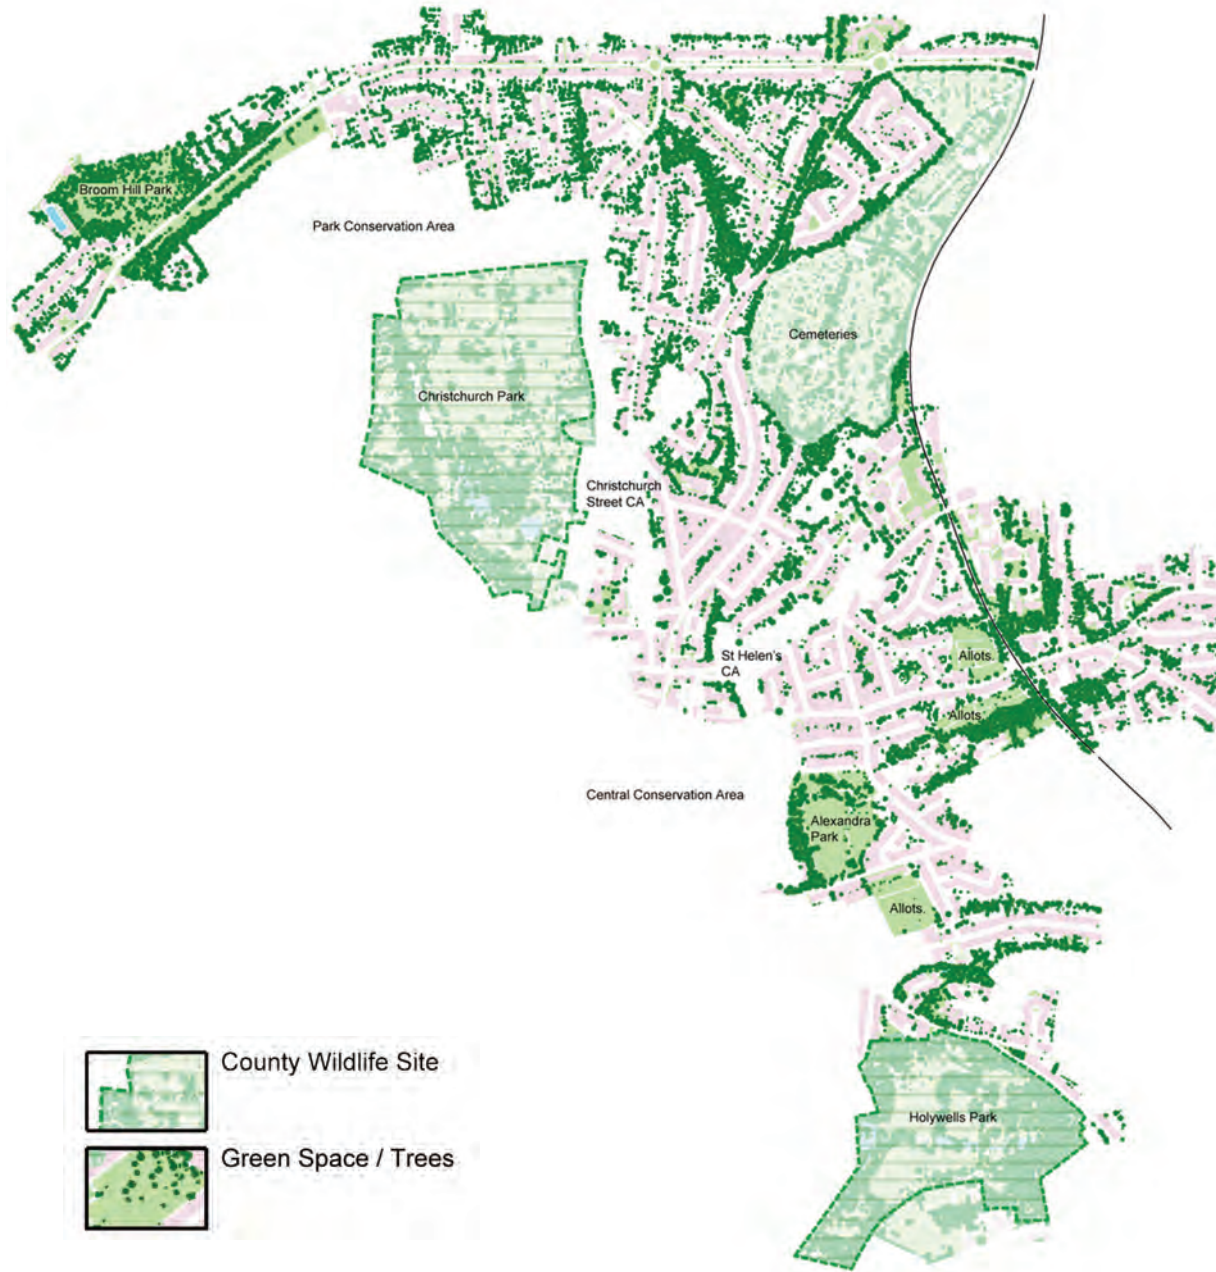 Broom Hill Park
Park Conservation Area
Cemeteries
Christchurch Park
Christchurch
Street CA
St Helen's
CA
Allots.
Allots.
Central Conservation Area
Alexandra
Park
Allots.
County Wildlife Site
Holywells Park
Green Space / Trees